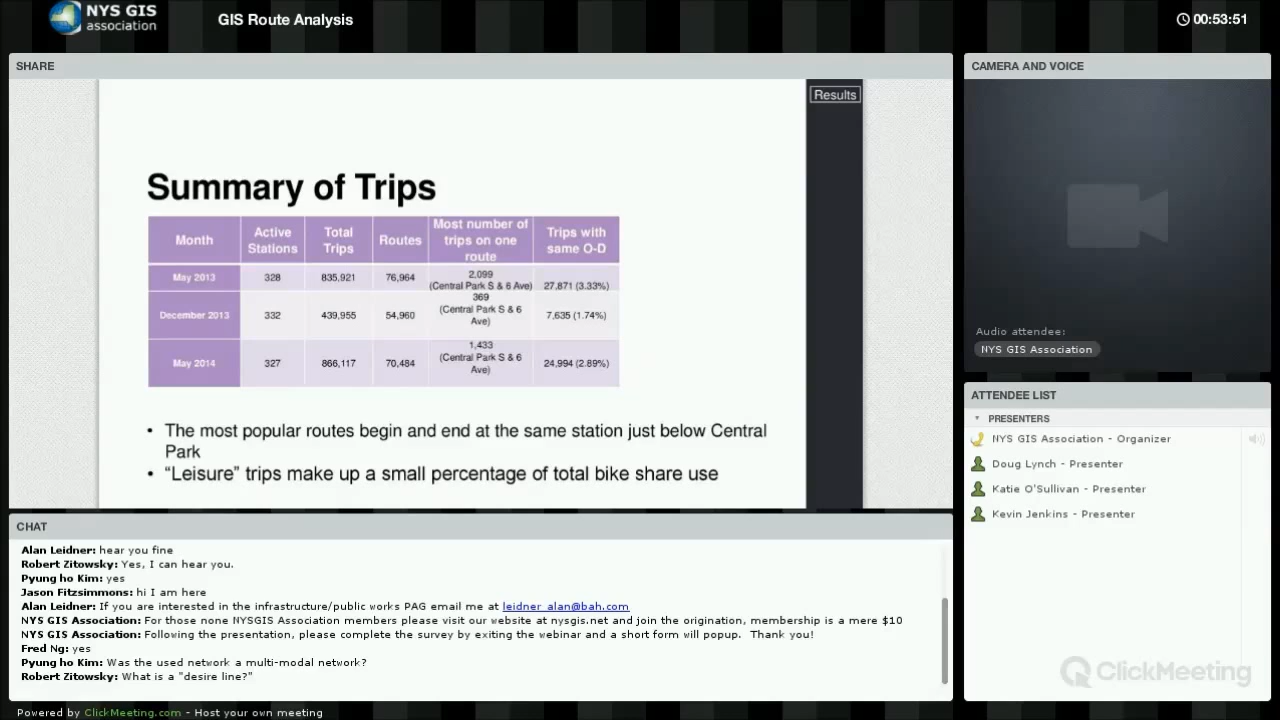 NYS GIS
association
GIS Route Analysis
00:53:51
SHARE
Results
Summary of Trips
Month Active Stations Total Trips Routes Most number of trips on one route Trips with same O-D
May 2013 328 835,921 76,964 2,099 (Central Park S & 6 Ave) 27,871 (3.33%)
December 2013 332 439,955 54,960 369 (Central Park S & 6 Ave) 7,635 (1.74%)
May 2014 327 866,117 70,484 1,433 (Central Park S & 6 Ave) 24,994 (2.89%)
• The most popular routes begin and end at the same station just below Central
Park
• “Leisure” trips make up a small percentage of total bike share use
CAMERA AND VOICE
Audio attendee:
NYS GIS Association
ATTENDEE LIST
PRESENTERS
NYS GIS Association - Organizer
Doug Lynch - Presenter
Katie O'Sullivan - Presenter
Kevin Jenkins - Presenter
CHAT
Alan Leidner: hear you fine
Robert Zitowsky: Yes, I can hear you.
Pyung ho Kim: yes
Jason Fitzsimmons: hi I am here
Alan Leidner: If you are interested in the infrastructure/public works PAG email me at leidner_alan@bah.com
NYS GIS Association: For those none NYSGIS Association members please visit our website at nysgis.net and join the origination, membership is a mere $10
NYS GIS Association: Following the presentation, please complete the survey by exiting the webinar and a short form will popup. Thank you!
Fred Ng: yes
Pyung ho Kim: Was the used network a multi-modal network?
Robert Zitowsky: What is a "desire line?"
ClickMeeting
Powered by ClickMeeting.com - Host your own meeting